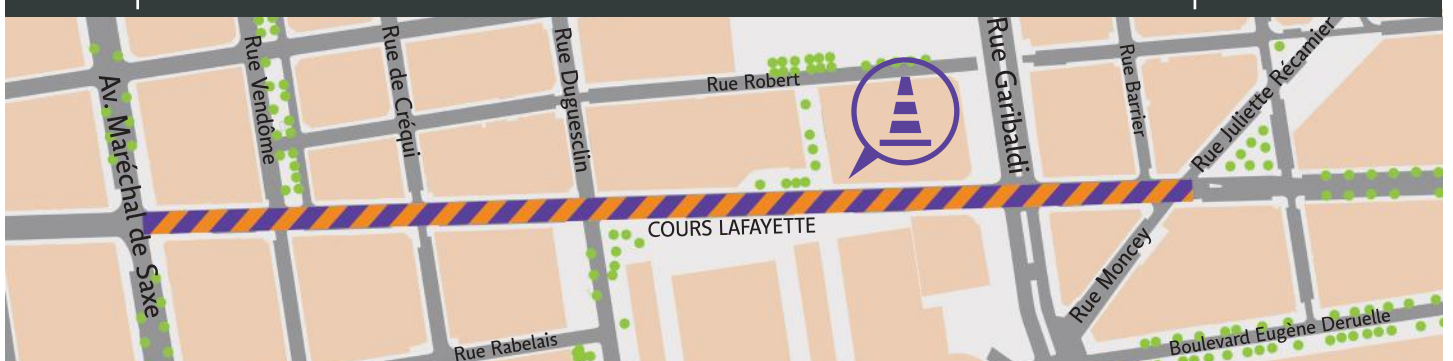 Av. Maréchal de Saxe
Rue Vendôme
Rue de Créqui
Rue Duguesclin
Rue Robert
Rue Garibaldi
Rue Barrier
Rue Juliette Récamier
COURS LAFAYETTE
Rue Moncey
Rue Rabelais
Boulevard Eugène Deruelle